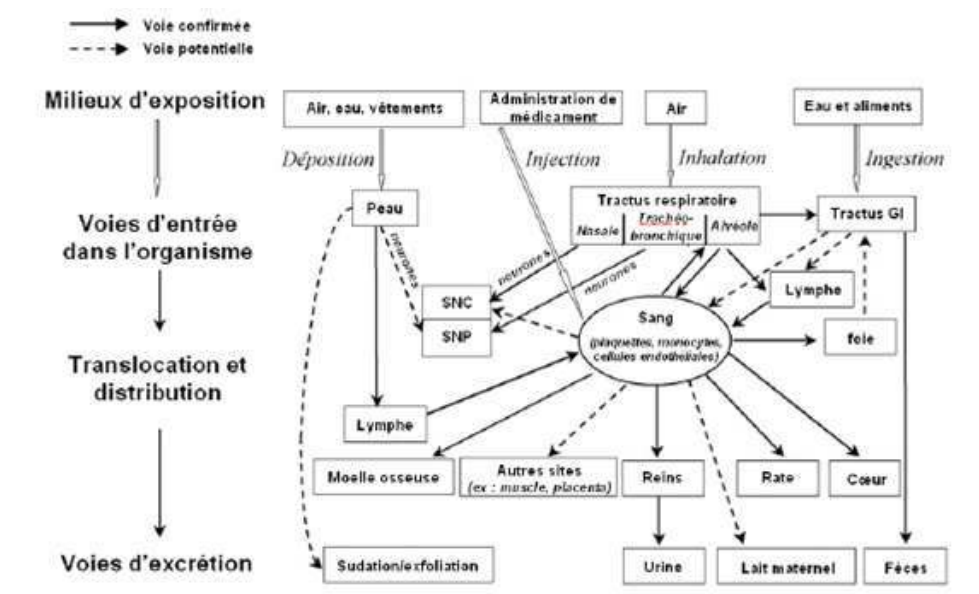 Voie confirmée
Voie potentielle
Milieux d'exposition
Air, eau, vêtements
Administration de
médicament
Air
Eau et aliments
Déposition
Injection
Inhalation
Ingestion
Voies d'entrée
dans l'organisme
Peau
Tractus respiratoire
Nasale
Trachéo-
bronchique
Alvéole
Tractus GI
neurones
neurones
neurones
SNC
SNP
Lymphe
Sang
(plaquettes, monocytes,
cellules endotheliales)
foie
Translocation et
distribution
Lymphe
Moelle osseuse
Autres sites
(ex : muscle, placenta)
Reins
Rate
Cœur
Voies d'excrétion
Sudation/exfoliation
Urine
Lait maternel
Fèces